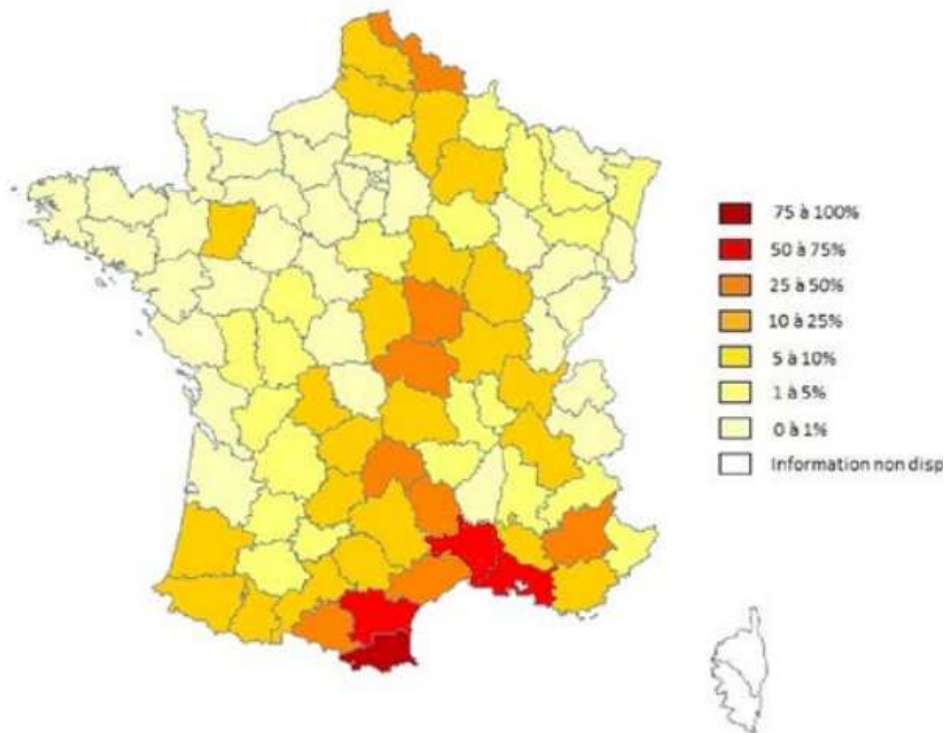 75 à 100%
50 à 75%
25 à 50%
10 à 25%
5 à 10%
1 à 5%
0 à 1%
Information non disp